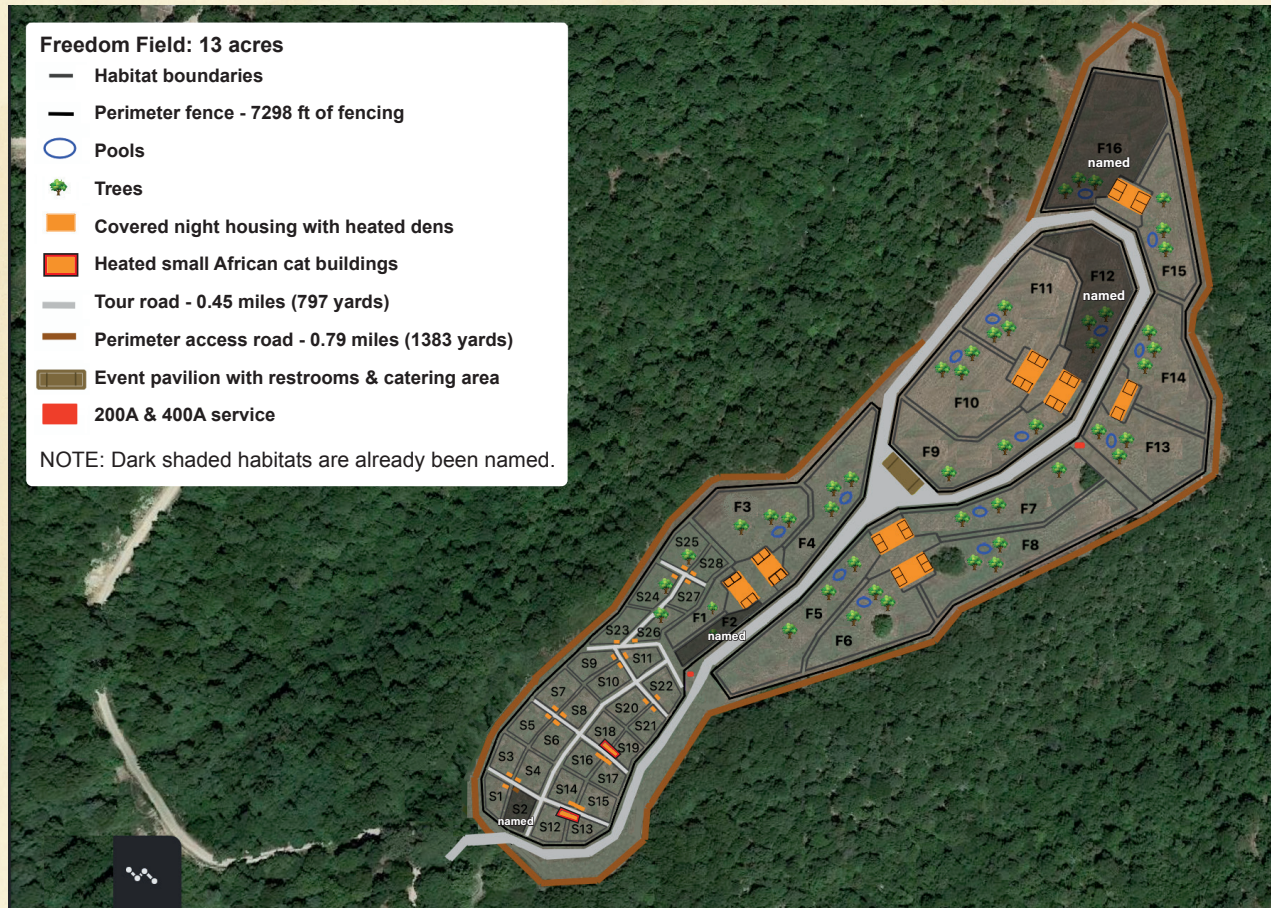 Freedom Field: 13 acres
Habitat boundaries
Perimeter fence - 7298 ft of fencing
Pools
Trees
Covered night housing with heated dens
Heated small African cat buildings
Tour road - 0.45 miles (797 yards)
Perimeter access road - 0.79 miles (1383 yards)
Event pavilion with restrooms & catering area
200A & 400A service
NOTE: Dark shaded habitats are already been named.
F16
named
F15
F12
named
F11
F14
F10
F13
F9
F3
F7
F4
F8
S25
S28
S27
S24
F1
F2
named
F5
F6
S23
S26
S9
S11
S10
S22
S7
S8
S20
S21
S5
S6
S18
S19
S3
S4
S16
S17
S1
S2
named
S14
S15
S12
S13